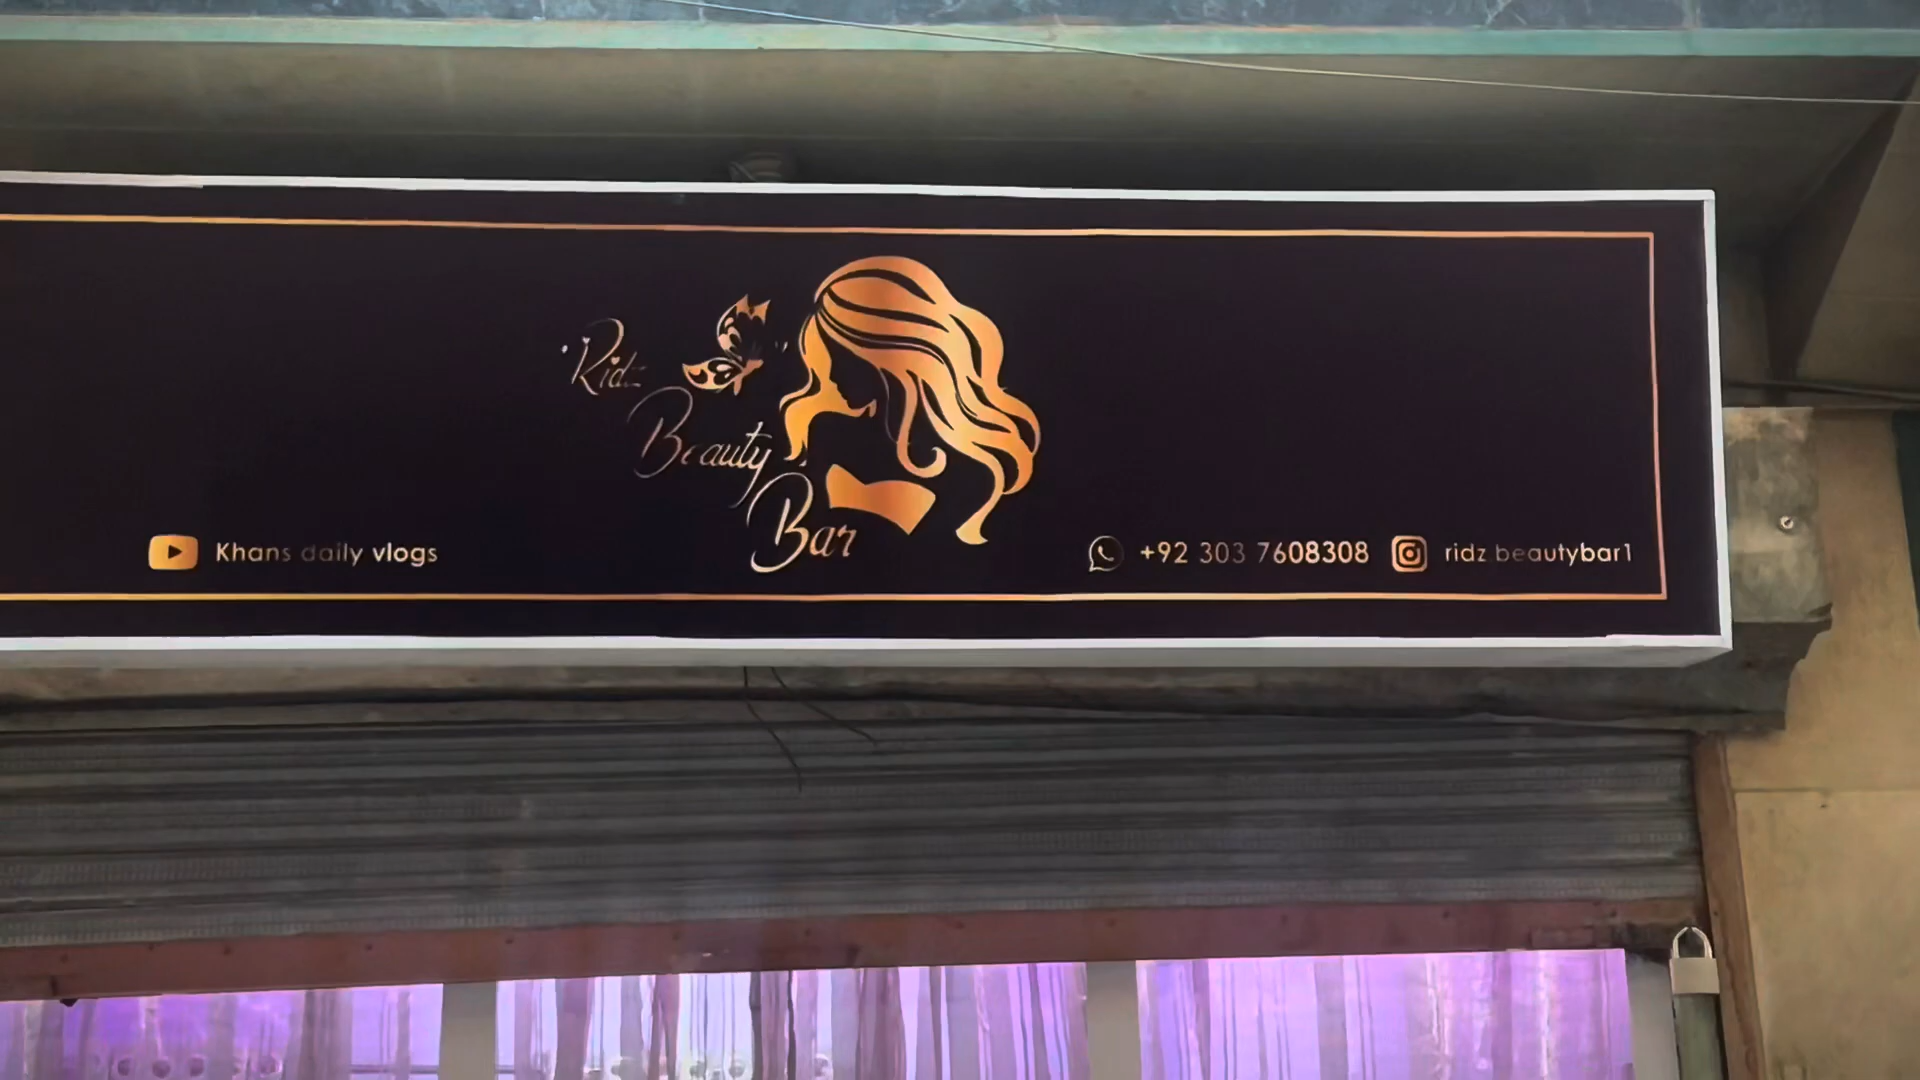 Ridz
Beauty
Bar
Khans daily vlogs
+92 303 7608308
ridz beautybar1